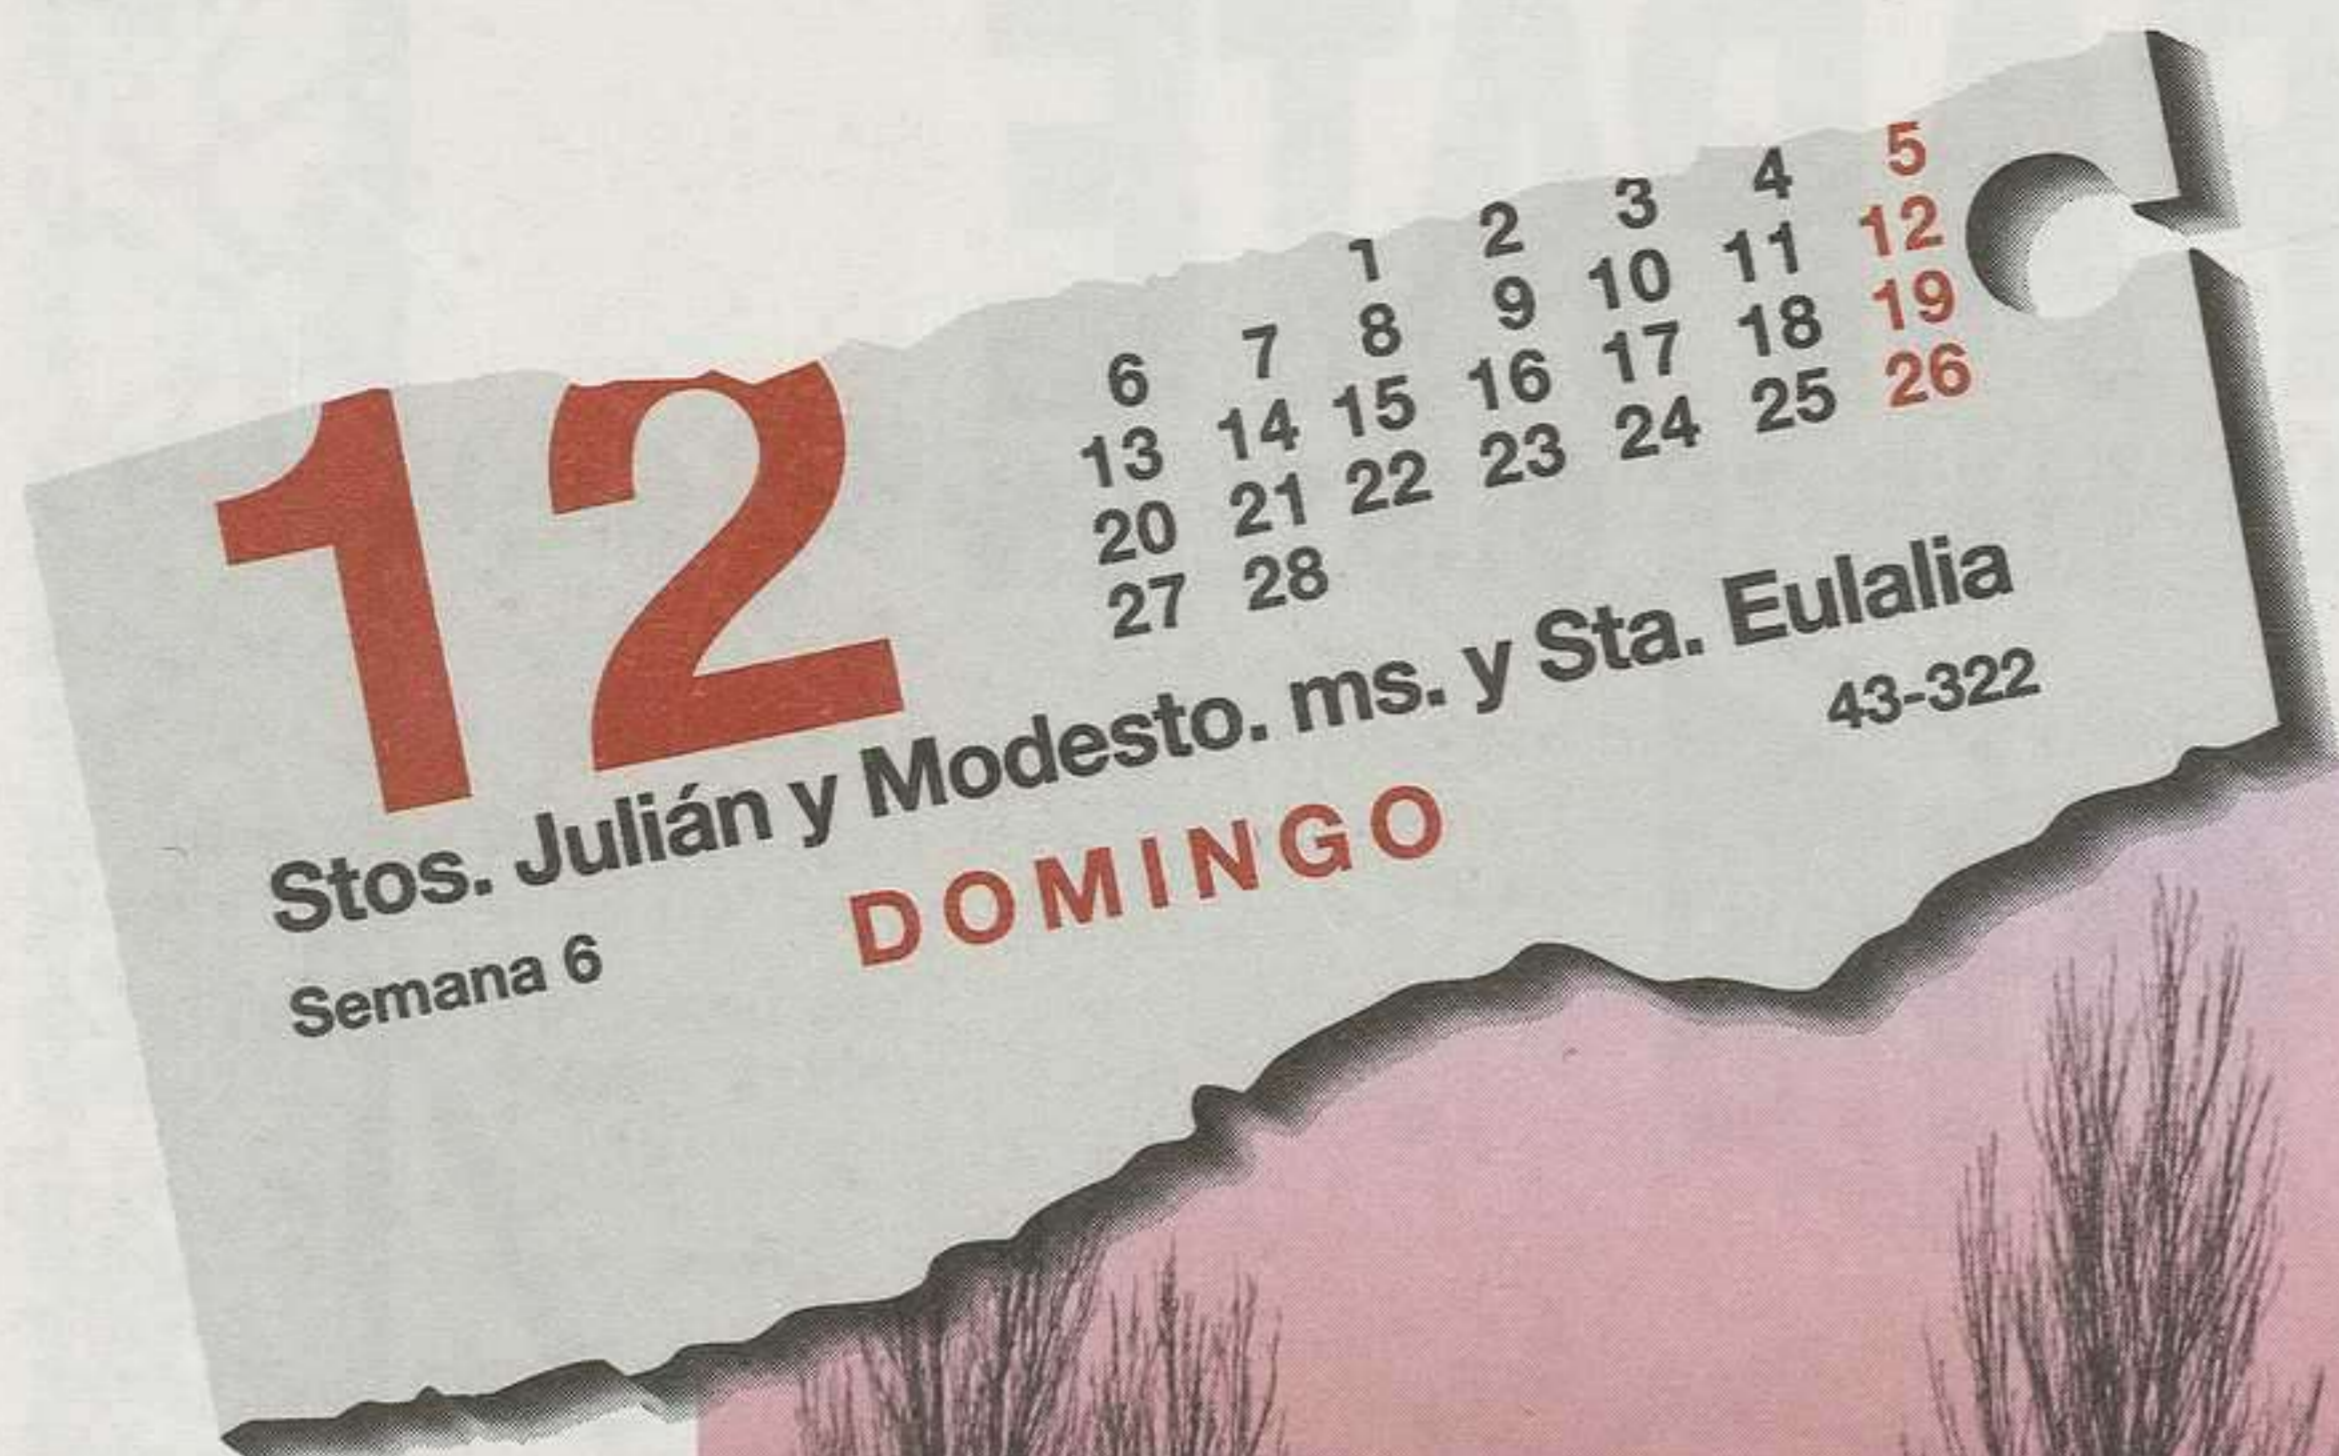 12
1 2 3 4 5
6 7 8 9 10 11 12
13 14 15 16 17 18 19
20 21 22 23 24 25 26
27 28
Stos. Julián y Modesto. ms. y Sta. Eulalia
Semana 6
DOMINGO
43-322